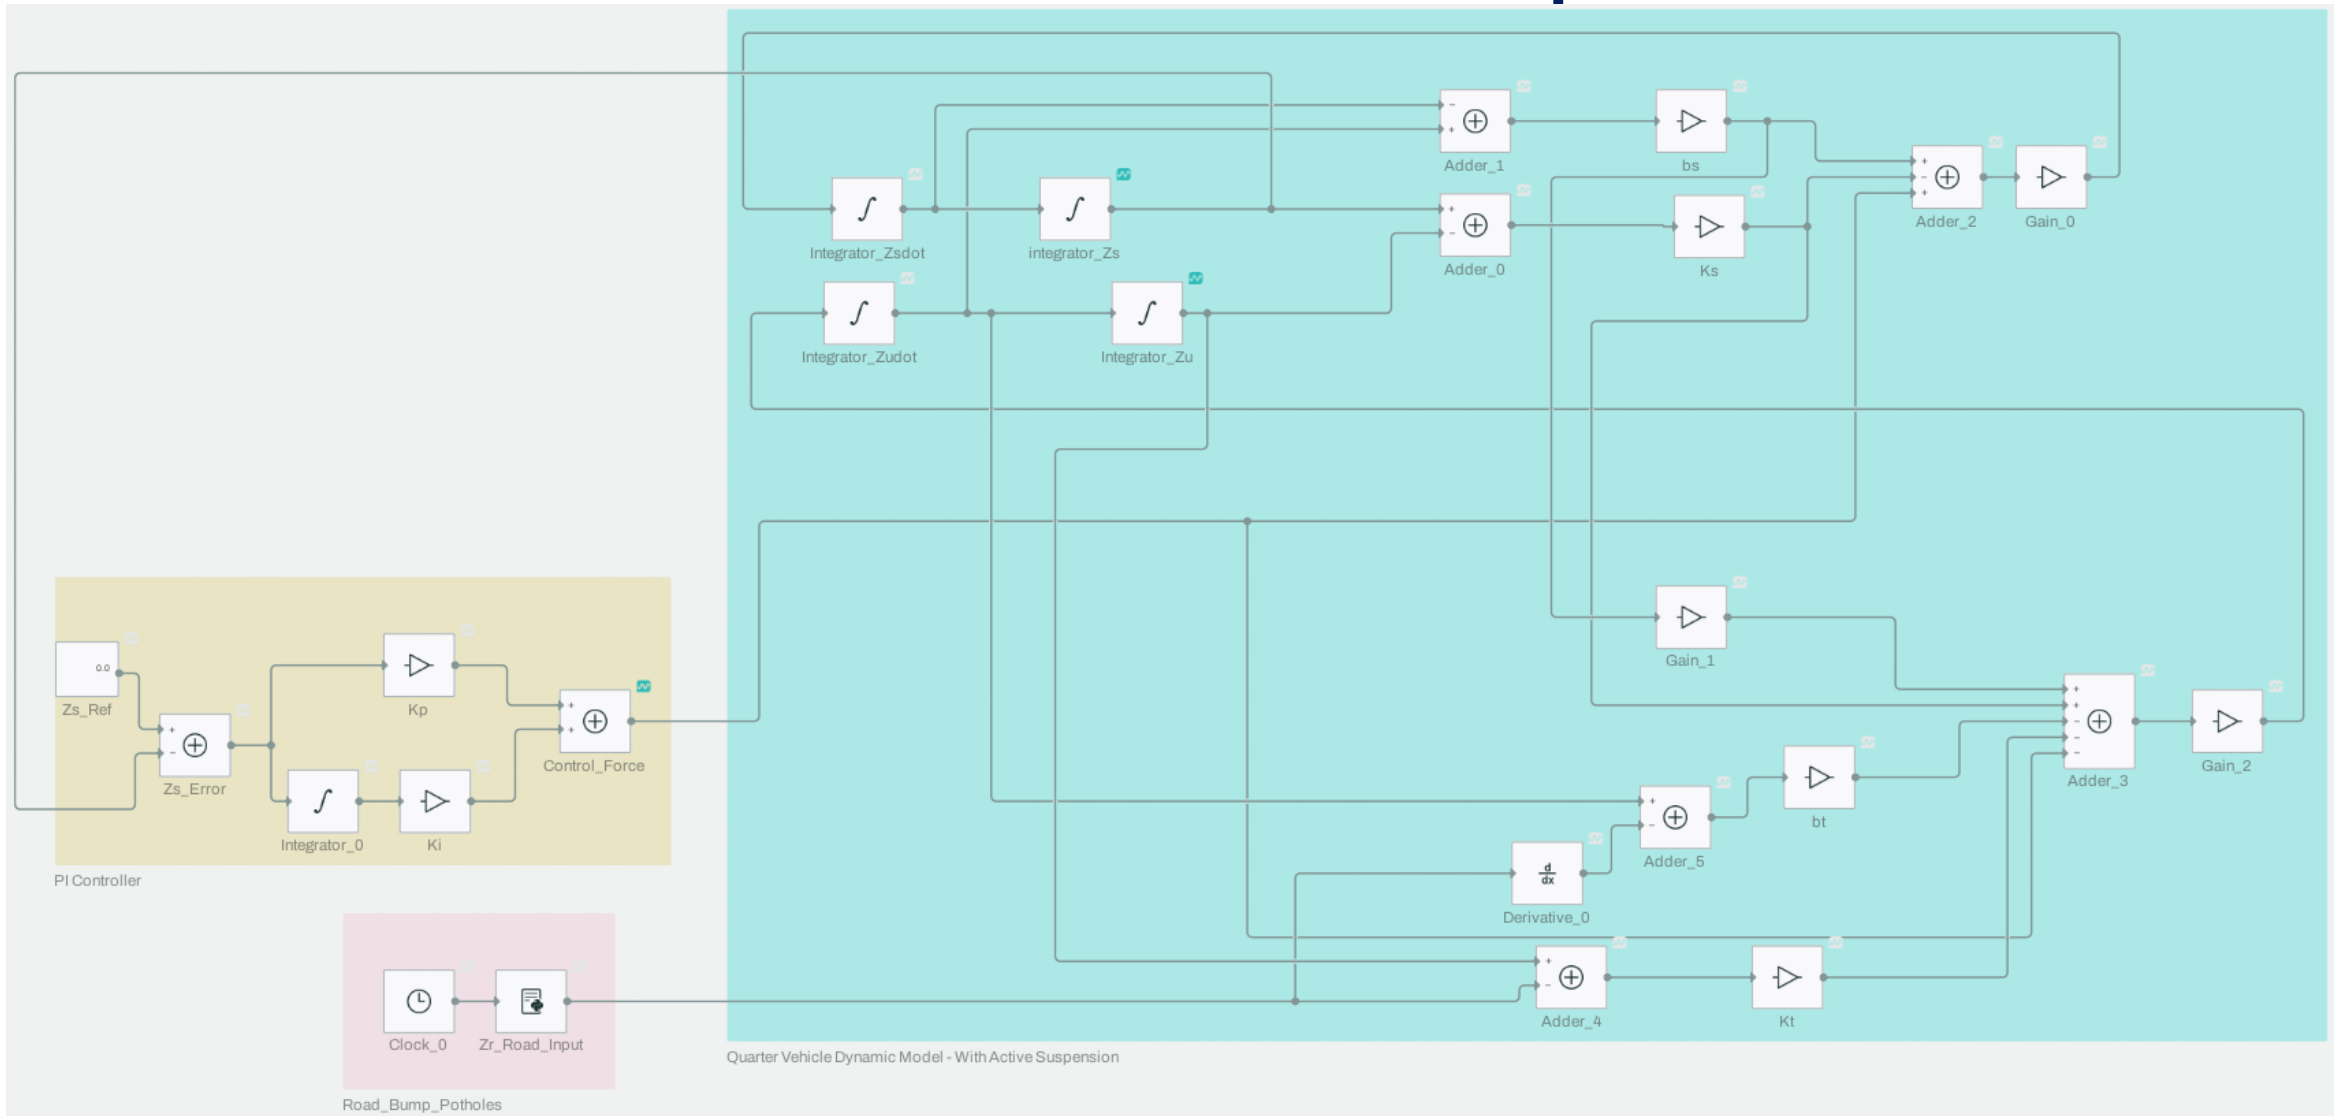 Adder_1
bs
Adder_2
Gain_0
Integrator_Zsdot
integrator_Zs
Adder_0
Ks
Integrator_Zudot
Integrator_Zu
Gain_1
0.0
Zs_Ref
Kp
Zs_Error
Control_Force
Adder_3
Gain_2
Integrator_0
Ki
bt
Adder_5
PI Controller
d
dx
Derivative_0
Clock_0
Zr_Road_Input
Adder_4
Kt
Quarter Vehicle Dynamic Model - With Active Suspension
Road_Bump_Potholes